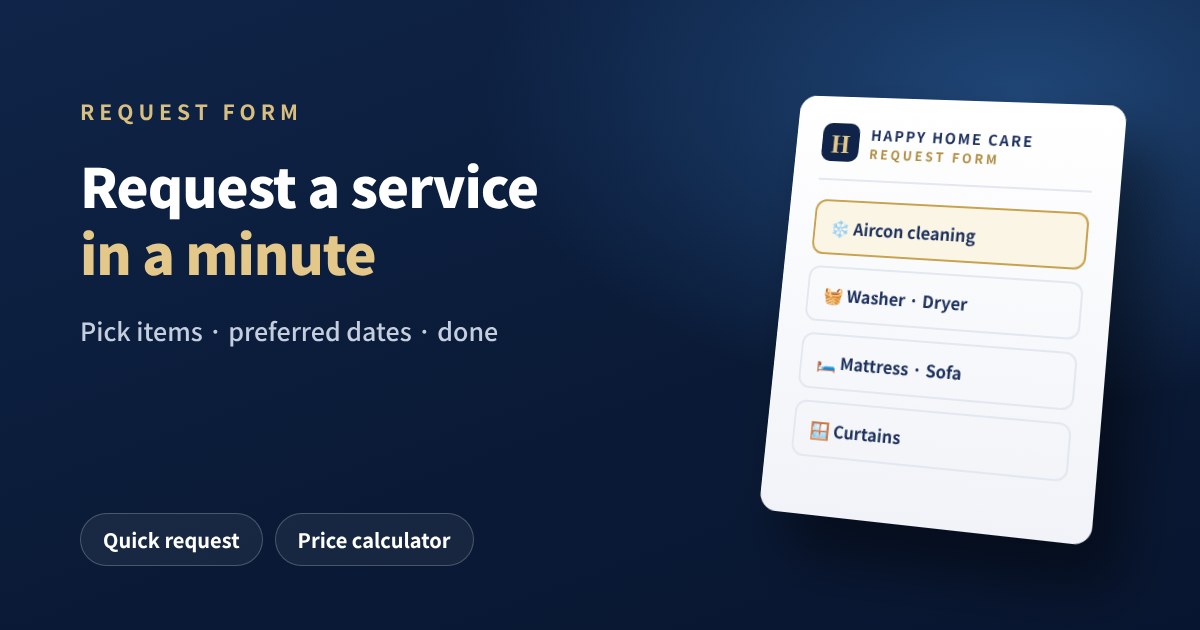 REQUEST FORM
Request a service
in a minute
Pick items · preferred dates · done
Quick request
Price calculator
H
HAPPY HOME CARE
REQUEST FORM
Aircon cleaning
Washer · Dryer
Mattress · Sofa
Curtains